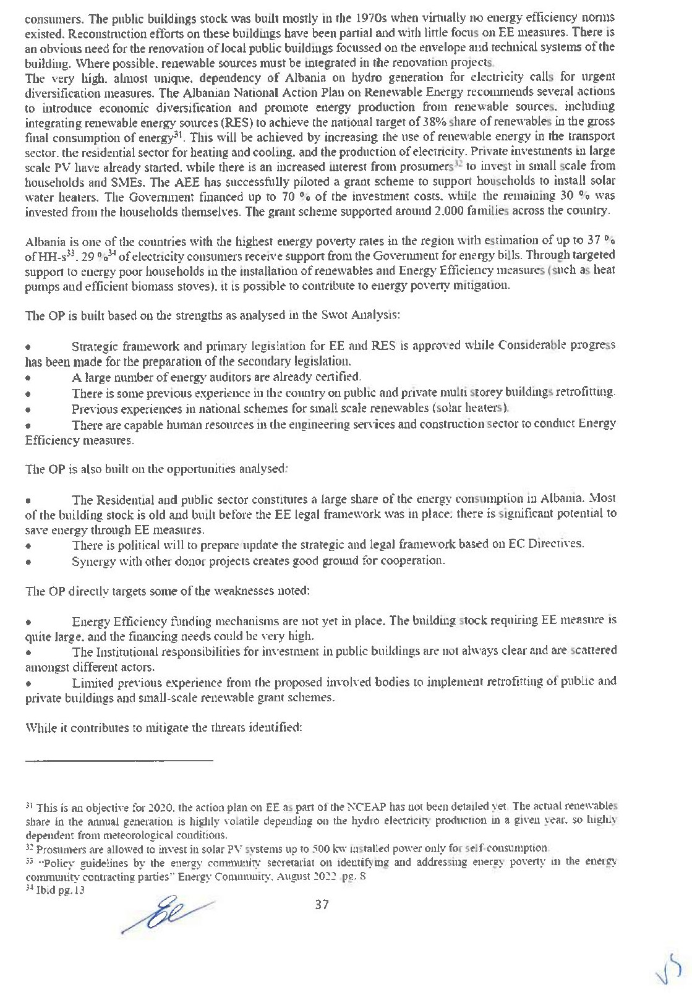 consumers. The public buildings stock was built mostly in the 1970s when virtually no energy efficiency norms
existed. Reconstruction efforts on these buildings have been partial and with little focus on EE measures. There is
an obvious need for the renovation of local public buildings focussed on the envelope and technical systems of the
building. Where possible, renewable sources must be integrated in the renovation projects.
The very high, almost unique, dependency of Albania on hydro generation for electricity calls for urgent
diversification measures. The Albanian National Action Plan on Renewable Energy recommends several actions
to introduce economic diversification and promote energy production from renewable sources, including
integrating renewable energy sources (RES) to achieve the national target of 38% share of renewables in the gross
final consumption of energy³¹. This will be achieved by increasing the use of renewable energy in the transport
sector, the residential sector for heating and cooling, and the production of electricity. Private investments in large
scale PV have already started, while there is an increased interest from prosumers³² to invest in small scale from
households and SMEs. The AEE has successfully piloted a grant scheme to support households to install solar
water heaters. The Government financed up to 70 % of the investment costs, while the remaining 30 % was
invested from the households themselves. The grant scheme supported around 2,000 families across the country.
Albania is one of the countries with the highest energy poverty rates in the region with estimation of up to 37 %
of HH-s³³. 29 %³⁴ of electricity consumers receive support from the Government for energy bills. Through targeted
support to energy poor households in the installation of renewables and Energy Efficiency measures (such as heat
pumps and efficient biomass stoves), it is possible to contribute to energy poverty mitigation.
The OP is built based on the strengths as analysed in the Swot Analysis:
• Strategic framework and primary legislation for EE and RES is approved while Considerable progress
has been made for the preparation of the secondary legislation.
• A large number of energy auditors are already certified.
• There is some previous experience in the country on public and private multi storey buildings retrofitting.
• Previous experiences in national schemes for small scale renewables (solar heaters).
• There are capable human resources in the engineering services and construction sector to conduct Energy
Efficiency measures.
The OP is also built on the opportunities analysed:
• The Residential and public sector constitutes a large share of the energy consumption in Albania. Most
of the building stock is old and built before the EE legal framework was in place; there is significant potential to
save energy through EE measures.
• There is political will to prepare/update the strategic and legal framework based on EC Directives.
• Synergy with other donor projects creates good ground for cooperation.
The OP directly targets some of the weaknesses noted:
• Energy Efficiency funding mechanisms are not yet in place. The building stock requiring EE measure is
quite large, and the financing needs could be very high.
• The Institutional responsibilities for investment in public buildings are not always clear and are scattered
amongst different actors.
• Limited previous experience from the proposed involved bodies to implement retrofitting of public and
private buildings and small-scale renewable grant schemes.
While it contributes to mitigate the threats identified:
³¹ This is an objective for 2020, the action plan on EE as part of the NCEAP has not been detailed yet. The actual renewables
share in the annual generation is highly volatile depending on the hydro electricity production in a given year, so highly
dependent from meteorological conditions.
³² Prosumers are allowed to invest in solar PV systems up to 500 kw installed power only for self-consumption.
³³ "Policy guidelines by the energy community secretariat on identifying and addressing energy poverty in the energy
community contracting parties" Energy Community, August 2022 pg. 8
³⁴ Ibid pg.13
37